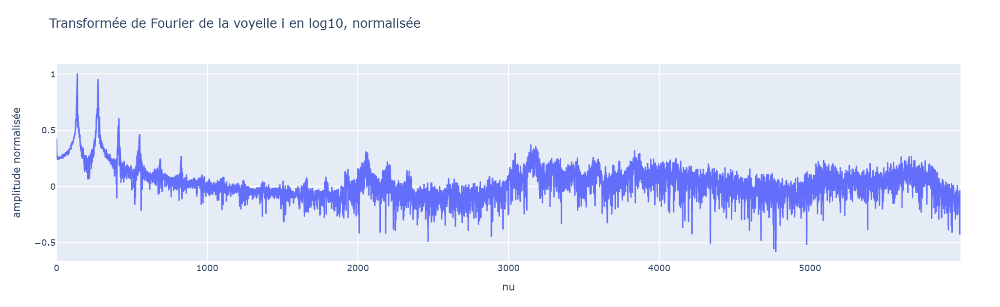 Transformée de Fourier de la voyelle i en log10, normalisée
1
0.5
0
−0.5
amplitude normalisée
0 1000 2000 3000 4000 5000
nu